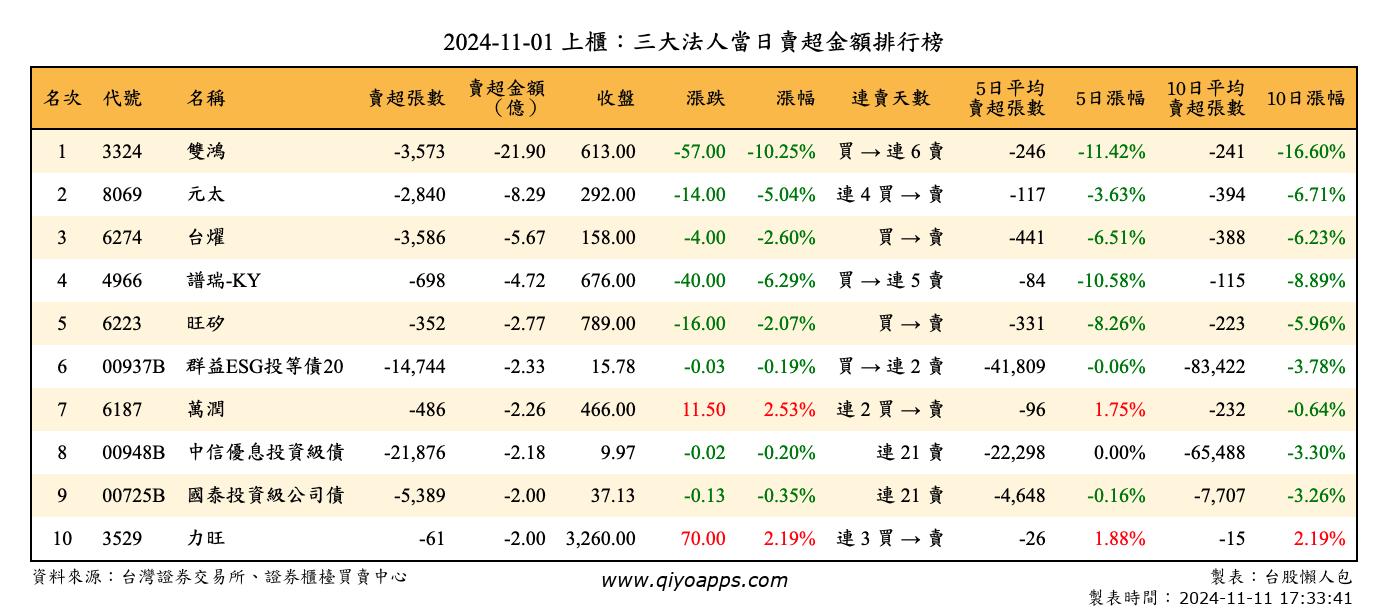 2024-11-01 上櫃：三大法人當日賣超金額排行榜
名次 代號 名稱 賣超張數 賣超金額（億） 收盤 漲跌 漲幅 連賣天數 5日平均賣超張數 5日漲幅 10日平均賣超張數 10日漲幅
1 3324 雙鴻 -3,573 -21.90 613.00 -57.00 -10.25% 買 → 連 6 賣 -246 -11.42% -241 -16.60%
2 8069 元太 -2,840 -8.29 292.00 -14.00 -5.04% 連 4 買 → 賣 -117 -3.63% -394 -6.71%
3 6274 台燿 -3,586 -5.67 158.00 -4.00 -2.60% 買 → 賣 -441 -6.51% -388 -6.23%
4 4966 譜瑞-KY -698 -4.72 676.00 -40.00 -6.29% 買 → 連 5 賣 -84 -10.58% -115 -8.89%
5 6223 旺矽 -352 -2.77 789.00 -16.00 -2.07% 買 → 賣 -331 -8.26% -223 -5.96%
6 00937B 群益ESG投等債20 -14,744 -2.33 15.78 -0.03 -0.19% 買 → 連 2 賣 -41,809 -0.06% -83,422 -3.78%
7 6187 萬潤 -486 -2.26 466.00 11.50 2.53% 連 2 買 → 賣 -96 1.75% -232 -0.64%
8 00948B 中信優息投資級債 -21,876 -2.18 9.97 -0.02 -0.20% 連 21 賣 -22,298 0.00% -65,488 -3.30%
9 00725B 國泰投資級公司債 -5,389 -2.00 37.13 -0.13 -0.35% 連 21 賣 -4,648 -0.16% -7,707 -3.26%
10 3529 力旺 -61 -2.00 3,260.00 70.00 2.19% 連 3 買 → 賣 -26 1.88% -15 2.19%
資料來源：台灣證券交易所、證券櫃檯買賣中心 www.qiyoapps.com 製表：台股懶人包
製表時間：2024-11-11 17:33:41